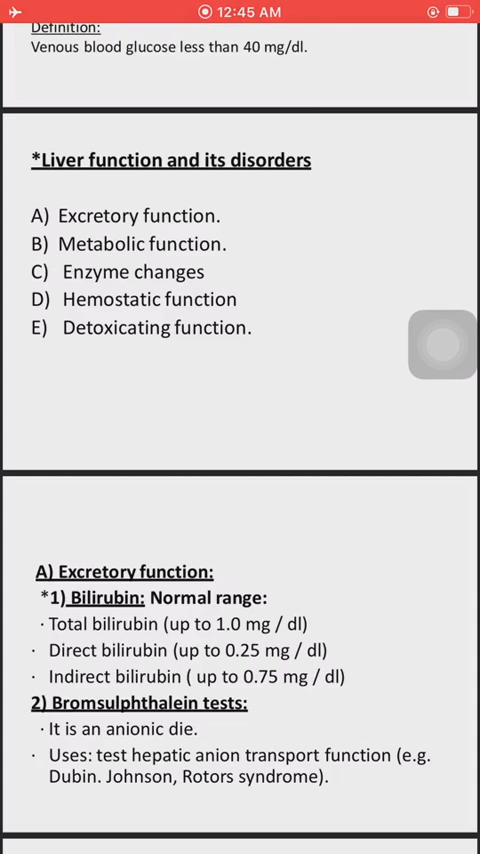 12:45 AM
Definition:
Venous blood glucose less than 40 mg/dl.
*Liver function and its disorders
A) Excretory function.
B) Metabolic function.
C) Enzyme changes
D) Hemostatic function
E) Detoxicating function.
A) Excretory function:
*1) Bilirubin: Normal range:
· Total bilirubin (up to 1.0 mg / dl)
· Direct bilirubin (up to 0.25 mg / dl)
· Indirect bilirubin ( up to 0.75 mg / dl)
2) Bromsulphthalein tests:
· It is an anionic die.
· Uses: test hepatic anion transport function (e.g.
Dubin. Johnson, Rotors syndrome).